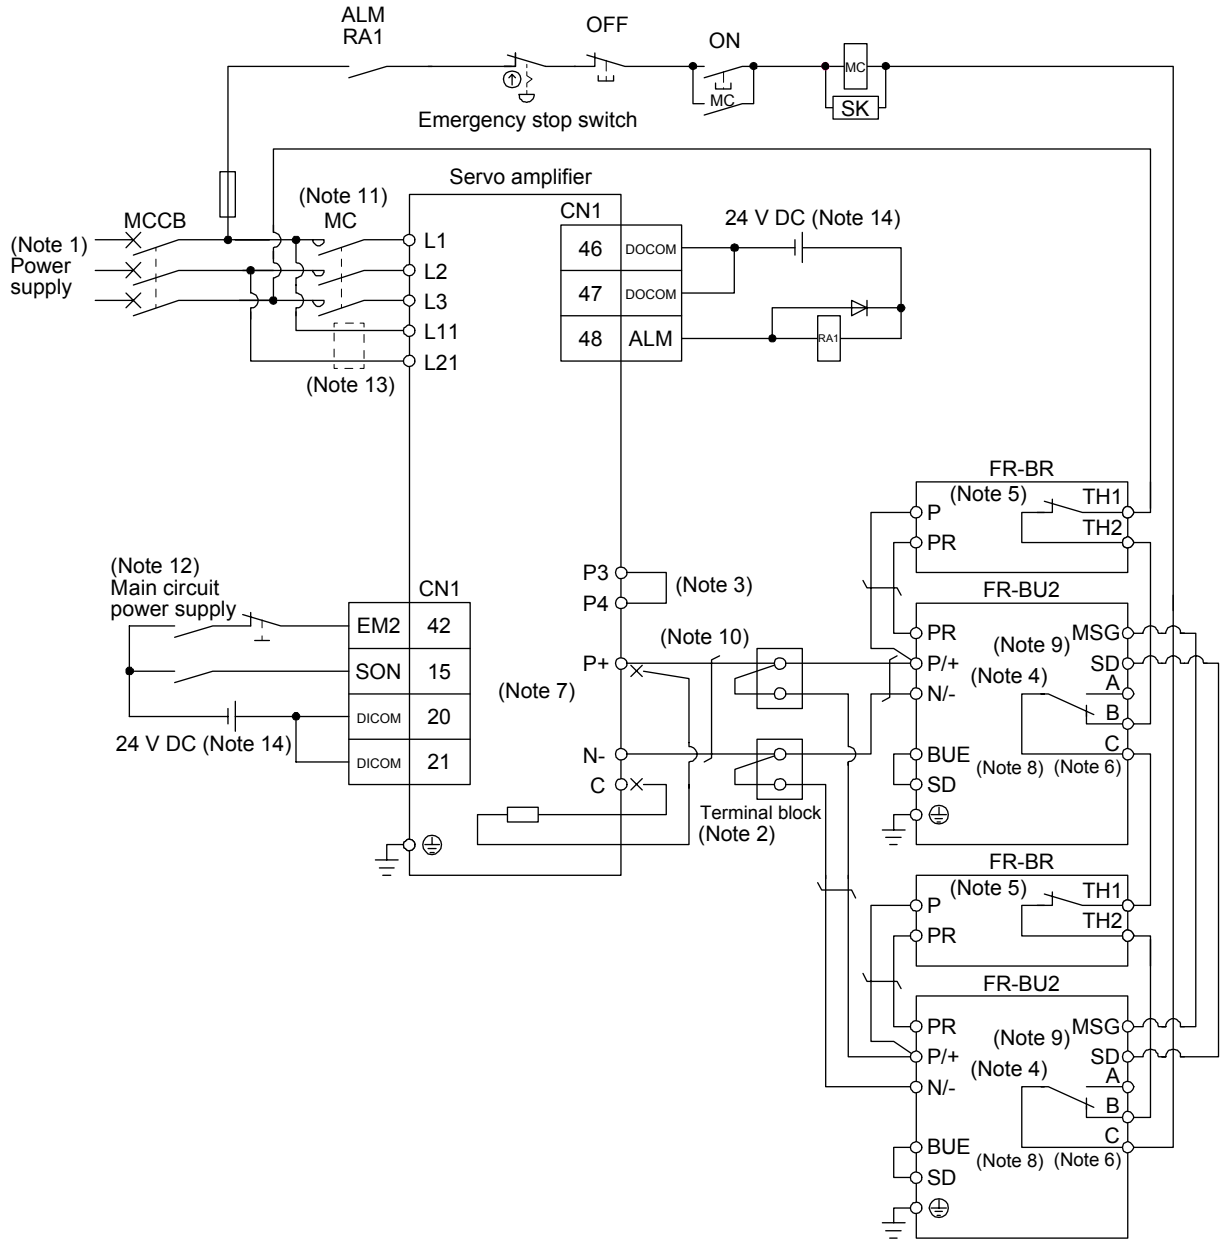 ALM
RA1
OFF
ON
MC
MC
SK
Emergency stop switch
Servo amplifier
(Note 11)
MCCB
MC
(Note 1)
Power
supply
L1
L2
L3
L11
L21
(Note 13)
CN1
46 DOCOM
47 DOCOM
48 ALM
24 V DC (Note 14)
RA1
FR-BR
(Note 5)
P
PR
TH1
TH2
(Note 12)
Main circuit
power supply
CN1
EM2 42
SON 15
DICOM 20
DICOM 21
24 V DC (Note 14)
P3
P4
(Note 3)
(Note 10)
P+
(Note 7)
N-
C
Terminal block
(Note 2)
FR-BU2
PR
P/+
N/-
BUE
SD
(Note 9)
(Note 4)
MSG
SD
A
B
C
(Note 8) (Note 6)
FR-BR
(Note 5)
P
PR
TH1
TH2
FR-BU2
PR
P/+
N/-
BUE
SD
(Note 9)
(Note 4)
MSG
SD
A
B
C
(Note 8) (Note 6)